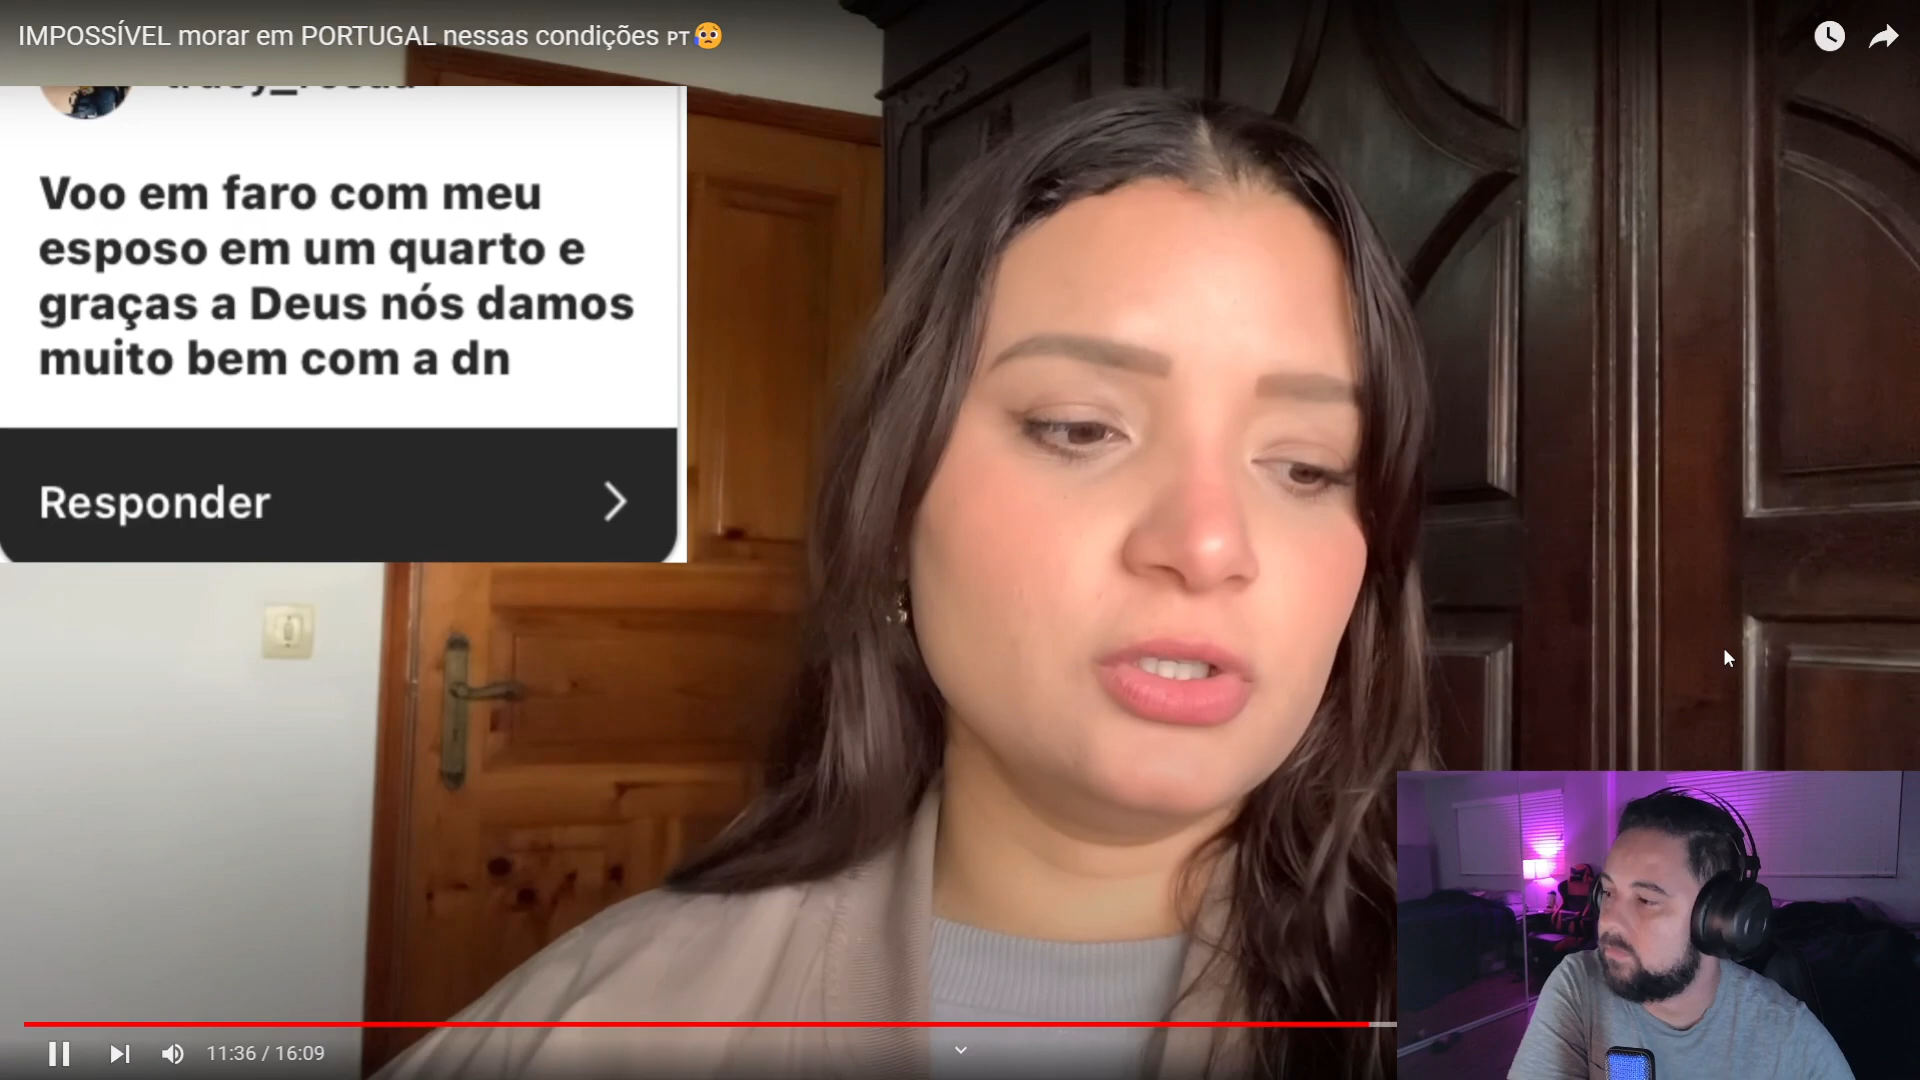 IMPOSSÍVEL morar em PORTUGAL nessas condições PT🥺
Voo em faro com meu
esposo em um quarto e
graças a Deus nós damos
muito bem com a dn
Responder
11:36 / 16:09